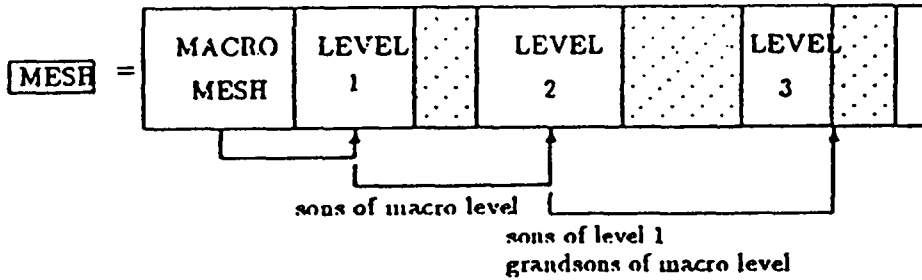 MACRO LEVEL LEVEL LEVEL
MESH =
MESH 1 2 3
sons of macro level
sons of level 1
grandsons of macro level